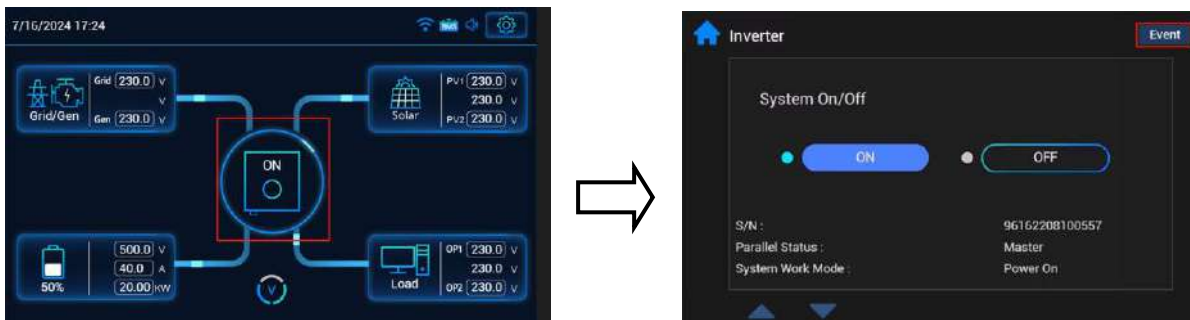 7/16/2024 17:24
Grid 230.0 V
V
Gen 230.0 V
Grid/Gen
PV1 230.0 V
230.0 V
PV2 230.0 V
Solar
ON
500.0 V
40.0 A
20.00 KW
50%
OP1 230.0 V
230.0 V
OP2 230.0 V
Load
V
Inverter
Event
System On/Off
ON
OFF
S/N : 96162208100557
Parallel Status : Master
System Work Mode : Power On